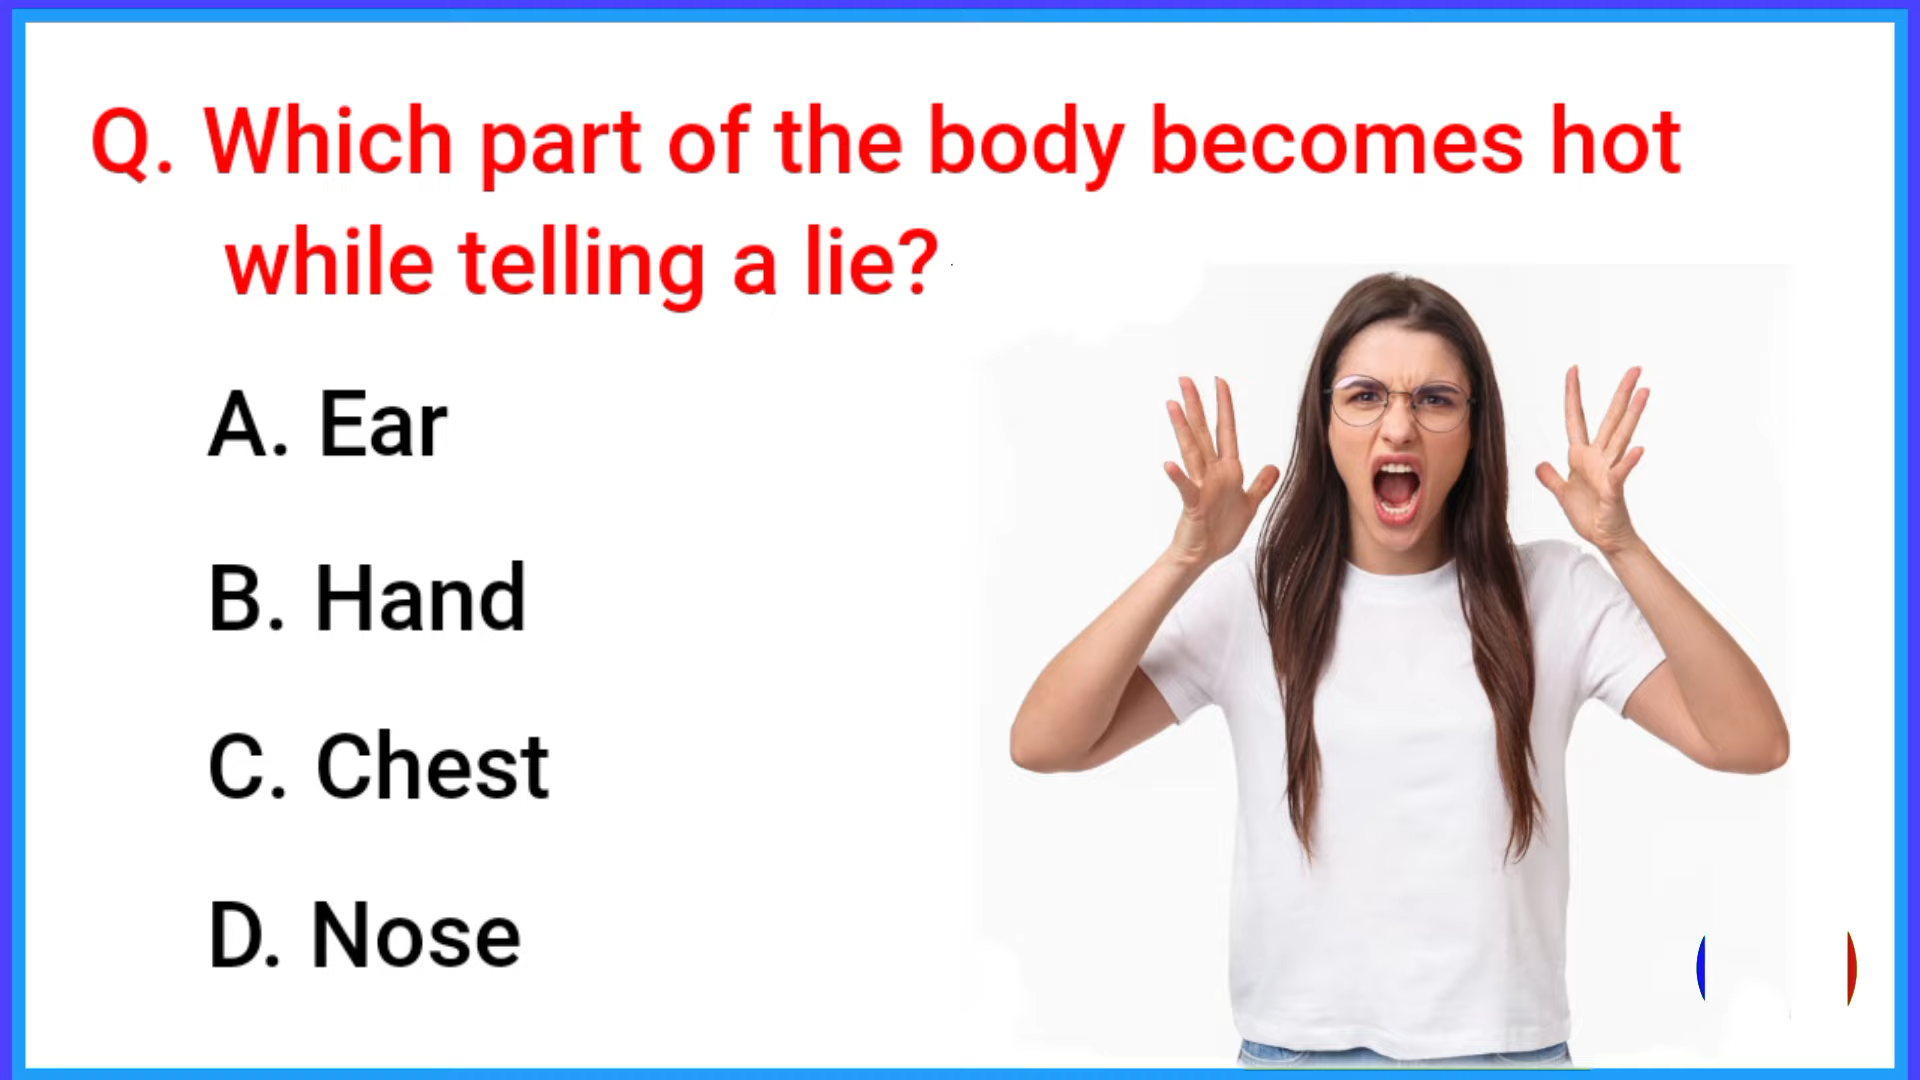 Q. Which part of the body becomes hot
while telling a lie?
A. Ear
B. Hand
C. Chest
D. Nose